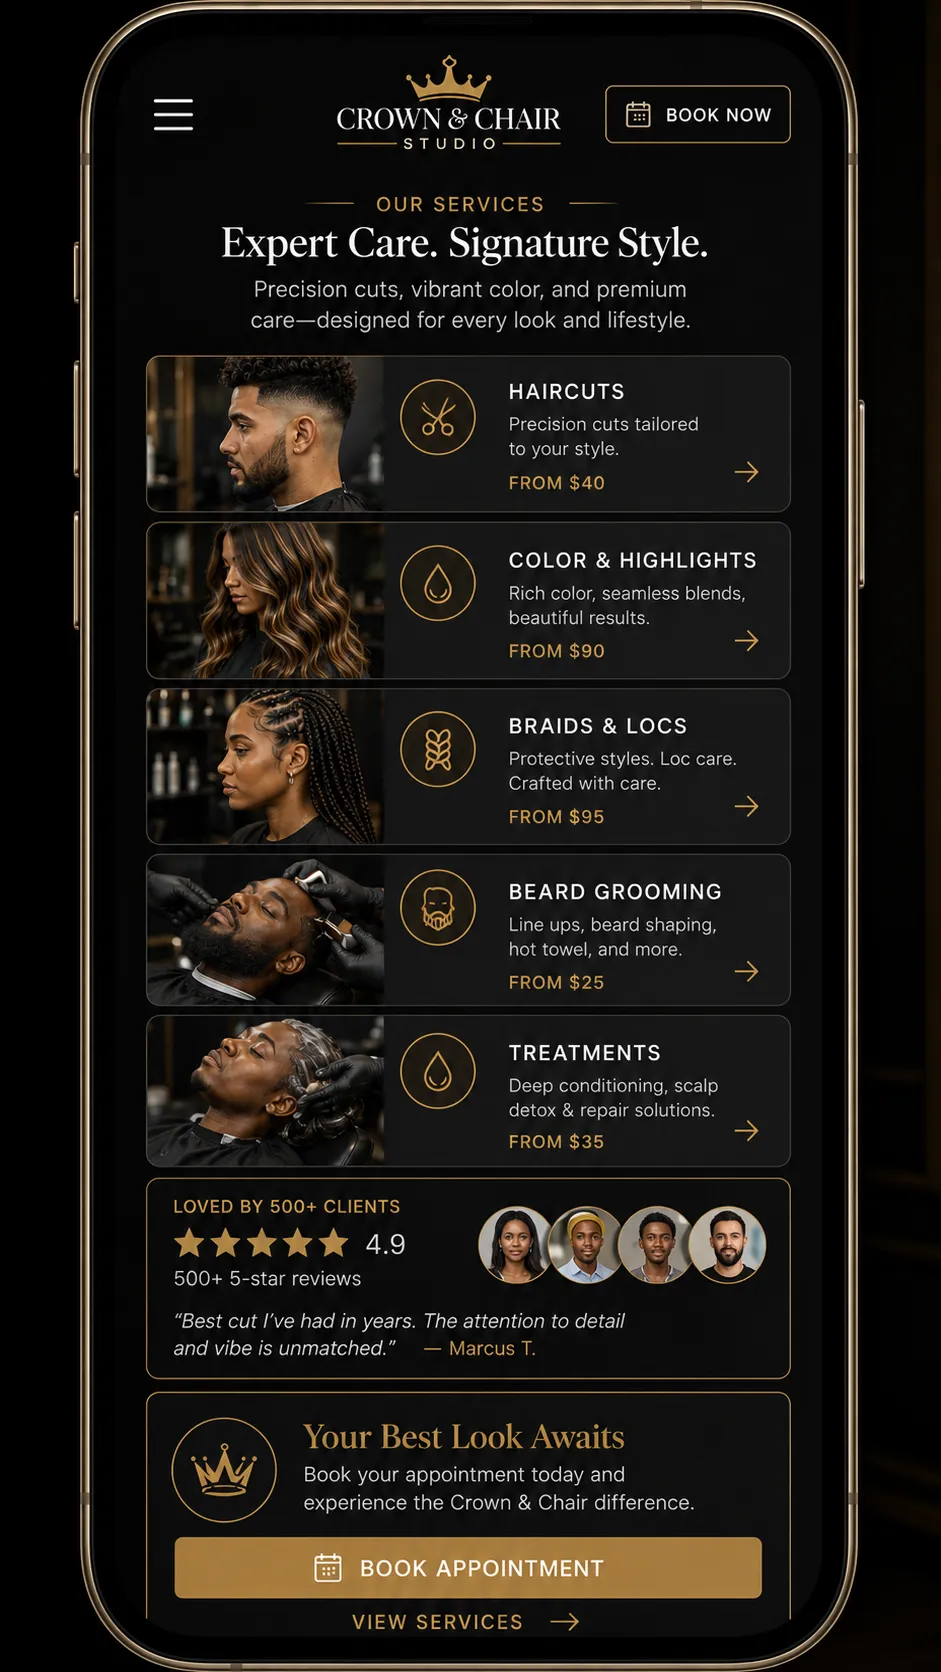 CROWN & CHAIR
STUDIO
BOOK NOW
OUR SERVICES
Expert Care. Signature Style.
Precision cuts, vibrant color, and premium
care—designed for every look and lifestyle.
HAIRCUTS
Precision cuts tailored
to your style.
FROM $40
COLOR & HIGHLIGHTS
Rich color, seamless blends,
beautiful results.
FROM $90
BRAIDS & LOCS
Protective styles. Loc care.
Crafted with care.
FROM $95
BEARD GROOMING
Line ups, beard shaping,
hot towel, and more.
FROM $25
TREATMENTS
Deep conditioning, scalp
detox & repair solutions.
FROM $35
LOVED BY 500+ CLIENTS
4.9
500+ 5-star reviews
“Best cut I’ve had in years. The attention to detail
and vibe is unmatched.” — Marcus T.
Your Best Look Awaits
Book your appointment today and
experience the Crown & Chair difference.
BOOK APPOINTMENT
VIEW SERVICES